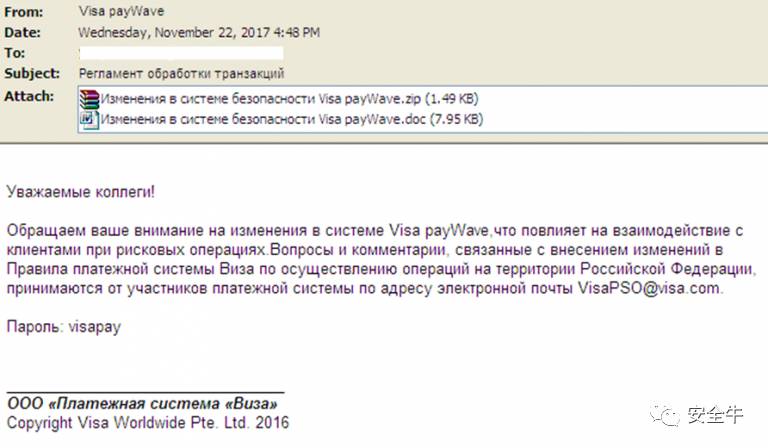 From: Visa payWave
Date: Wednesday, November 22, 2017 4:48 PM
To:
Subject: Регламент обработки транзакций
Attach: Изменения в системе безопасности Visa payWave.zip (1.49 KB)
Изменения в системе безопасности Visa payWave.doc (7.95 KB)
Уважаемые коллеги!
Обращаем ваше внимание на изменения в системе Visa payWave,что повлияет на взаимодействие с
клиентами при рисковых операциях.Вопросы и комментарии, связанные с внесением изменений в
Правила платежной системы Виза по осуществлению операций на территории Российской Федерации,
принимаются от участников платежной системы по адресу электронной почты VisaPSO@visa.com.
Пароль: visapay
ООО «Платежная система «Виза»
Copyright Visa Worldwide Pte. Ltd. 2016
安全牛